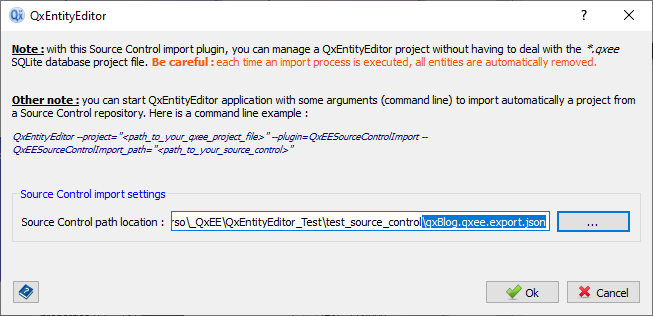 QxEntityEditor
Note : with this Source Control import plugin, you can manage a QxEntityEditor project without having to deal with the *.qxee
SQLite database project file. Be careful : each time an import process is executed, all entities are automatically removed.
Other note : you can start QxEntityEditor application with some arguments (command line) to import automatically a project from
a Source Control repository. Here is a command line example :
QxEntityEditor --project="<path_to_your_qxee_project_file>" --plugin=QxEESourceControlImport --
QxEESourceControlImport_path="<path_to_your_source_control>"
Source Control import settings
Source Control path location : rso\_QxEE\QxEntityEditor_Test\test_source_control\qxBlog.qxee.export.json ...
Ok Cancel